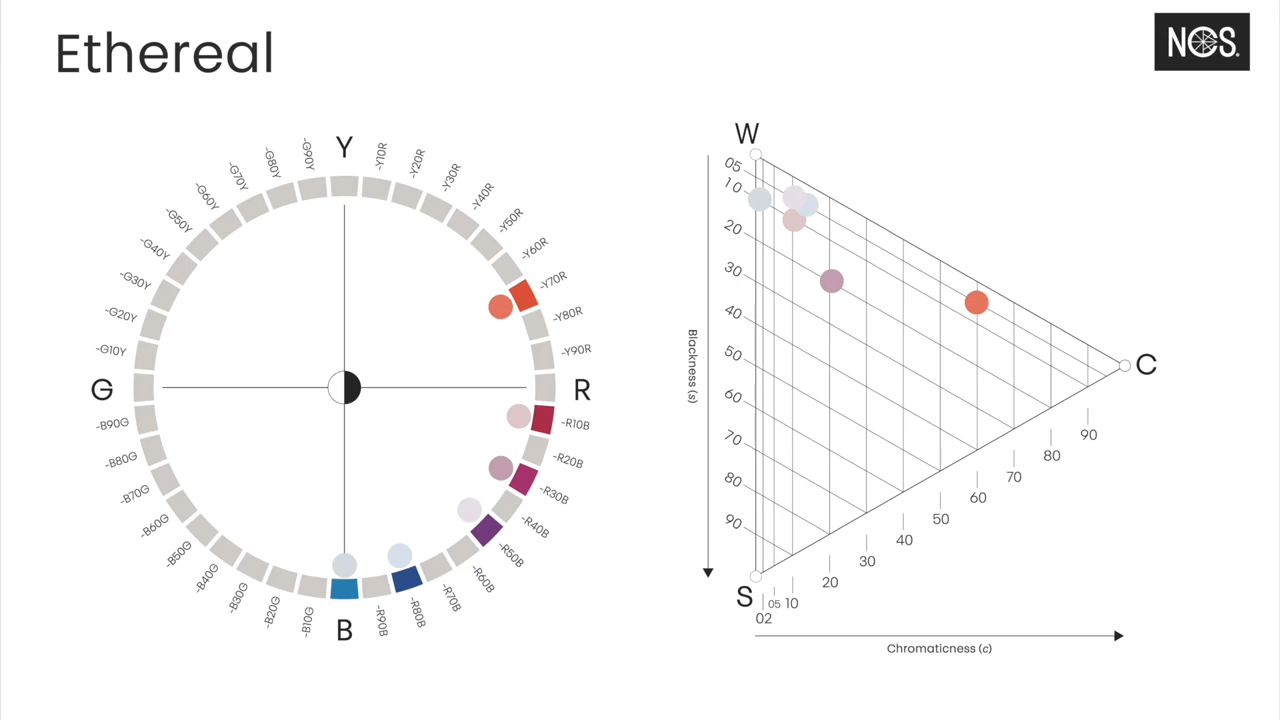 Ethereal
NCS
Y
-Y10R
-Y20R
-Y30R
-Y40R
-Y50R
-Y60R
-Y70R
-Y80R
-Y90R
R
-R10B
-R20B
-R30B
-R40B
-R50B
-R60B
-R70B
-R80B
-R90B
B
-B10G
-B20G
-B30G
-B40G
-B50G
-B60G
-B70G
-B80G
-B90G
G
-G10Y
-G20Y
-G30Y
-G40Y
-G50Y
-G60Y
-G70Y
-G80Y
-G90Y
W
05
10
20
30
40
50
60
70
80
90
Blackness (s)
S
C
02
05
10
20
30
40
50
60
70
80
90
Chromaticness (c)